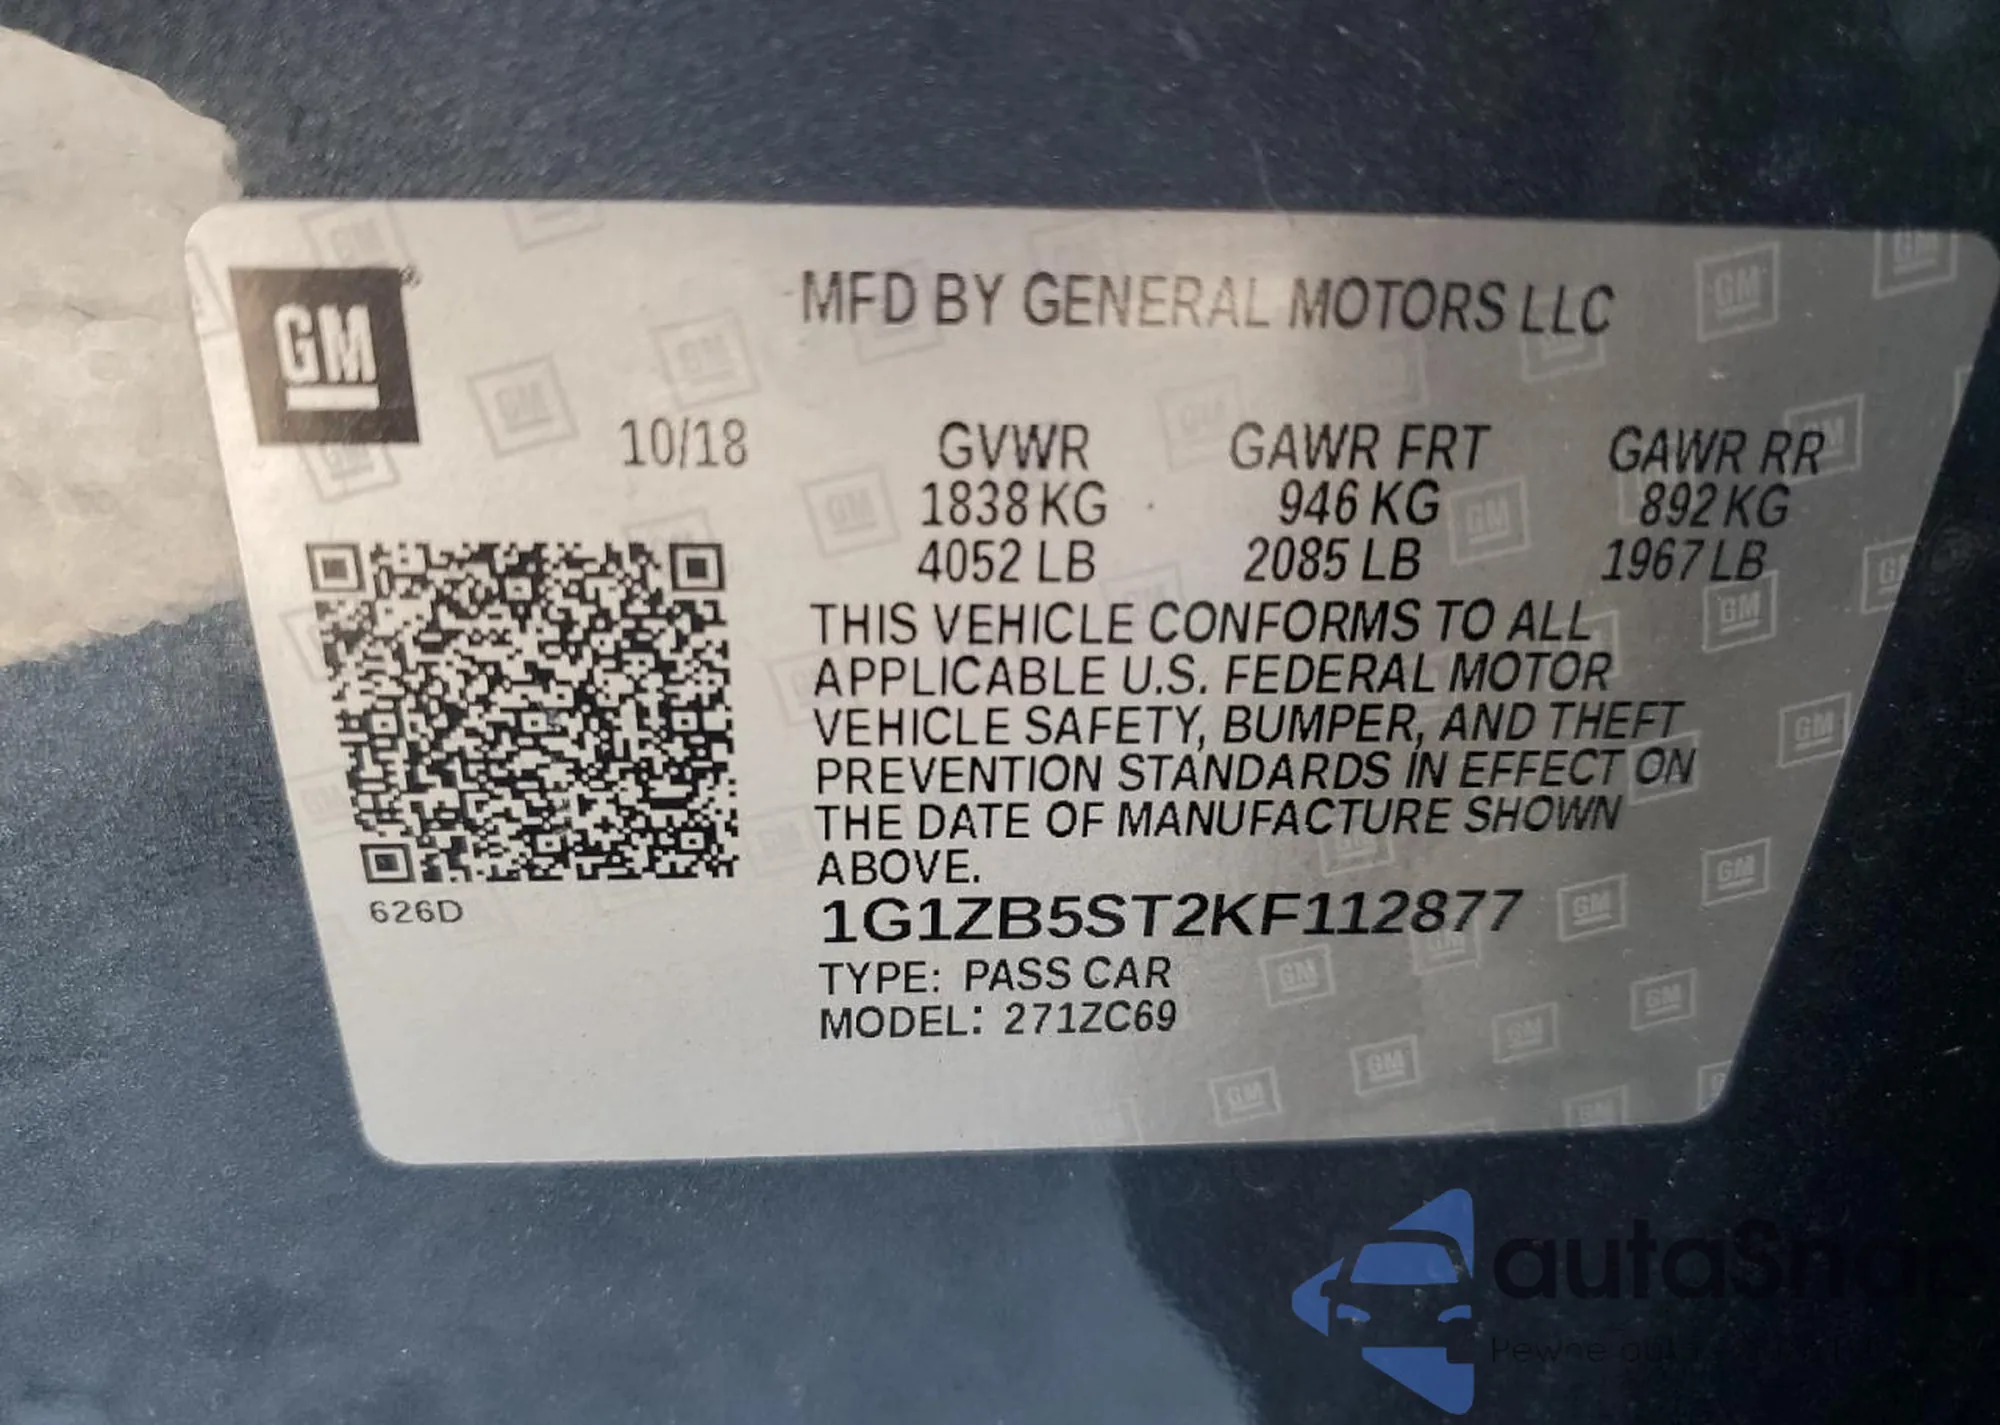 GM
MFD BY GENERAL MOTORS LLC
10/18
GVWR GAWR FRT GAWR RR
1838 KG 946 KG 892 KG
4052 LB 2085 LB 1967 LB
THIS VEHICLE CONFORMS TO ALL
APPLICABLE U.S. FEDERAL MOTOR
VEHICLE SAFETY, BUMPER, AND THEFT
PREVENTION STANDARDS IN EFFECT ON
THE DATE OF MANUFACTURE SHOWN
ABOVE.
626D
1G1ZB5ST2KF112877
TYPE: PASS CAR
MODEL: 271ZC69
autaSnap
Pewne